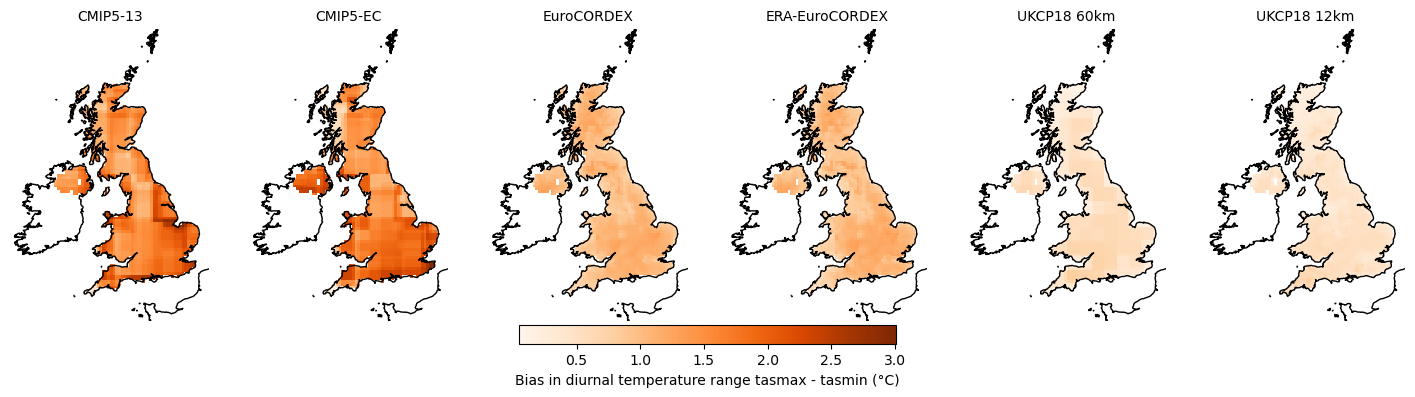 CMIP5-13
CMIP5-EC
EuroCORDEX
ERA-EuroCORDEX
UKCP18 60km
UKCP18 12km
0.5 1.0 1.5 2.0 2.5 3.0
Bias in diurnal temperature range tasmax - tasmin (°C)